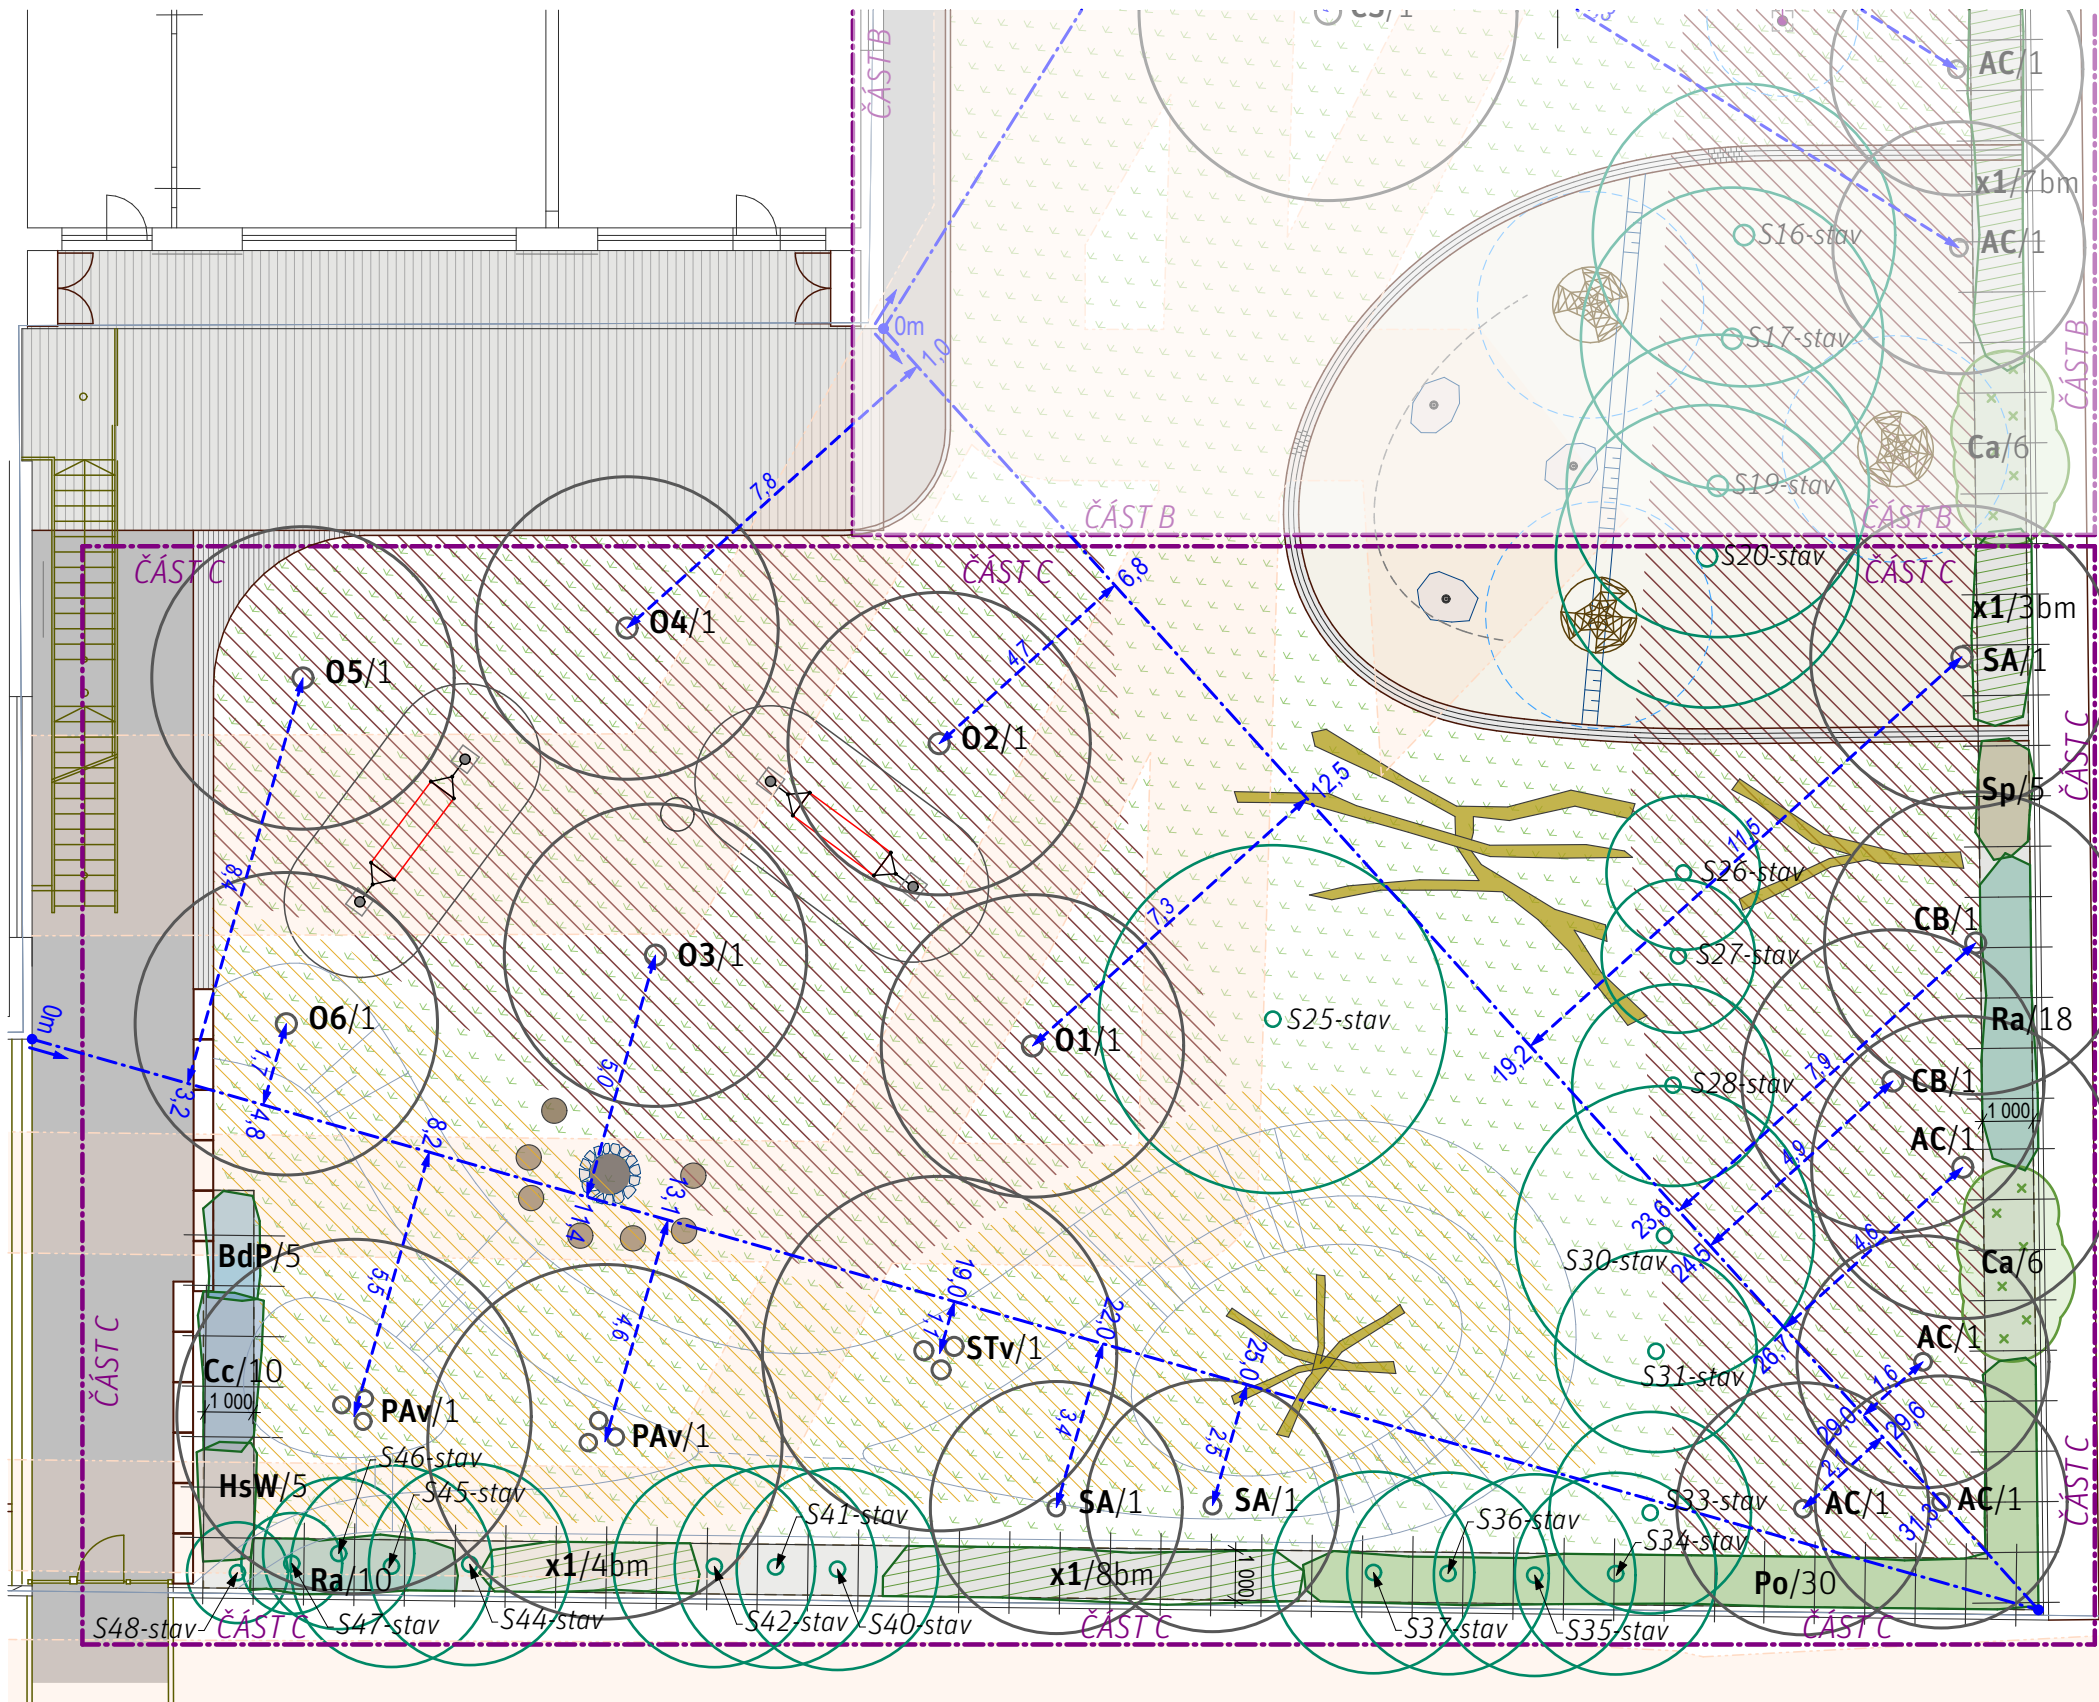 C3/1
ČÁST B
AC/1
x1/7bm
S16-stav
AC/1
0m
1,0
S17-stav
ČÁST B
Ca/6
S19-stav
7,8
ČÁST B
ČÁST B
ČÁST C
ČÁST C
6,8
S20-stav
ČÁST C
x1/3bm
O4/1
O5/1
4,7
SA/1
O2/1
ČÁST C
12,5
Sp/5
11,5
8,4
S26-stav
7,3
CB/1
O3/1
S27-stav
0m
O6/1
S25-stav
Ra/18
O1/1
1,7
5,0
19,2
7,9
S28-stav
CB/1
3,2
4,8
8,2
1 000
AC/1
4,9
13,1
11,4
23,6
BdP/5
S30-stav
24,5
4,6
Ca/6
5,5
19,0
4,6
1,1
22,0
STv/1
25,0
26,7
AC/1
ČÁST C
Cc/10
1 000
S31-stav
1,6
PAv/1
PAv/1
3,4
2,5
29,0
29,6
S46-stav
2,1
ČÁST C
HsW/5
S45-stav
S41-stav
SA/1
SA/1
S36-stav
S33-stav
AC/1
AC/1
S34-stav
31,3
Ra/10
x1/4bm
x1/8bm
1 000
Po/30
S48-stav
ČÁST C
S47-stav
S44-stav
S42-stav
S40-stav
ČÁST C
S37-stav
S35-stav
ČÁST C